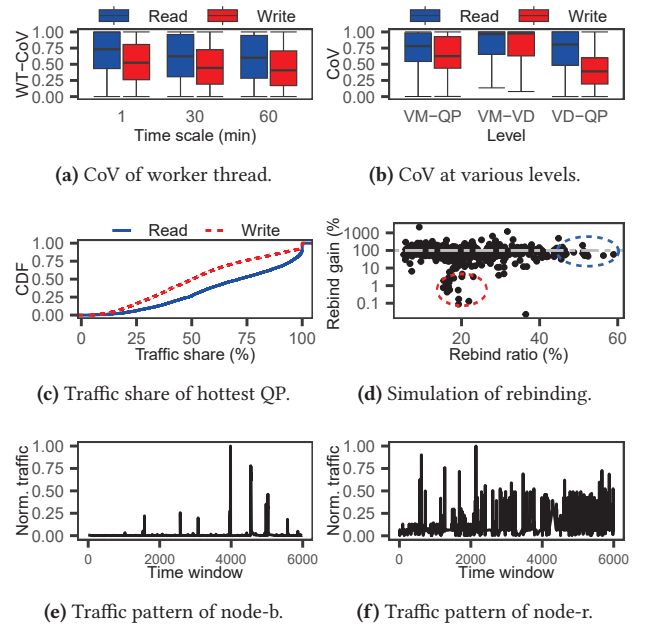 Read Write
WT−CoV
1.00
0.75
0.50
0.25
0.00
1 30 60
Time scale (min)
(a) CoV of worker thread.
Read Write
CoV
1.00
0.75
0.50
0.25
0.00
VM−QP VM−VD VD−QP
Level
(b) CoV at various levels.
Read Write
CDF
1.00
0.75
0.50
0.25
0.00
0 25 50 75 100
Traffic share (%)
(c) Traffic share of hottest QP.
Rebind gain (%
1000
100
10
1
0.1
20 40 60
Rebind ratio (%)
(d) Simulation of rebinding.
Norm. traffic
1.00
0.75
0.50
0.25
0.00
0 2000 4000 6000
Time window
(e) Traffic pattern of node-b.
Norm. traffic
1.00
0.75
0.50
0.25
0.00
0 2000 4000 6000
Time window
(f) Traffic pattern of node-r.